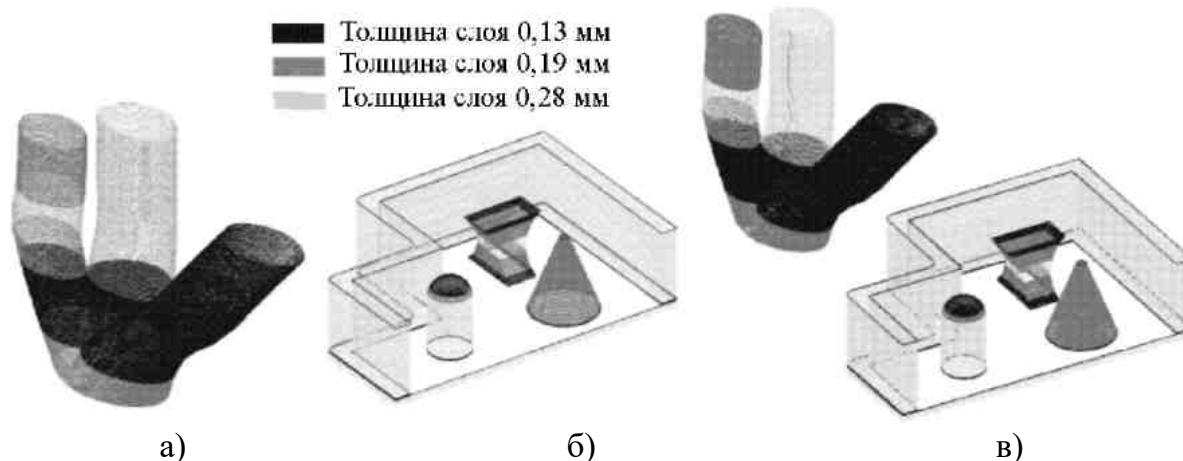 Толщина слоя 0,13 мм
Толщина слоя 0,19 мм
Толщина слоя 0,28 мм
а) б) в)